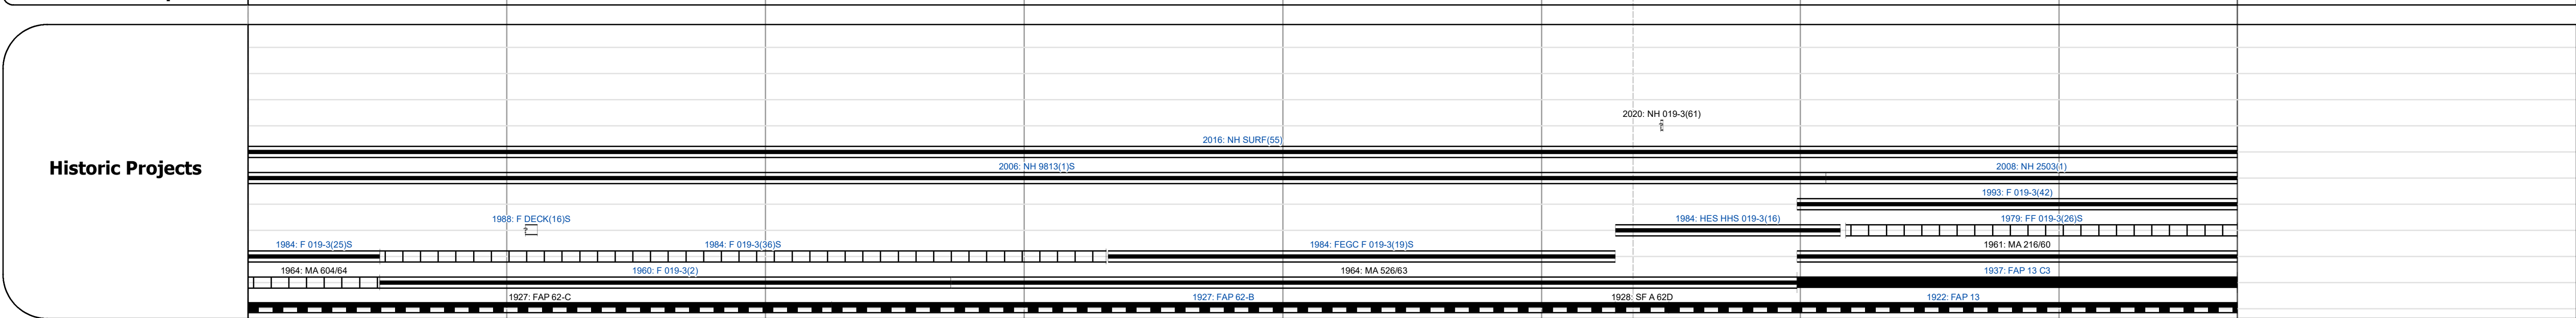 2020: NH 019-3(61)
2016: NH SURF(55)
Historic Projects
2006: NH 9813(1)S
2008: NH 2503(1)
1993: F 019-3(42)
1988: F DECK(16)S
1984: HES HHS 019-3(16)
1979: FF 019-3(26)S
1984: F 019-3(25)S
1984: F 019-3(36)S
1984: FEGC F 019-3(19)S
1961: MA 216/60
1964: MA 604/64
1960: F 019-3(2)
1964: MA 526/63
1937: FAP 13 C3
1927: FAP 62-C
1927: FAP 62-B
1928: SF A 62D
1922: FAP 13